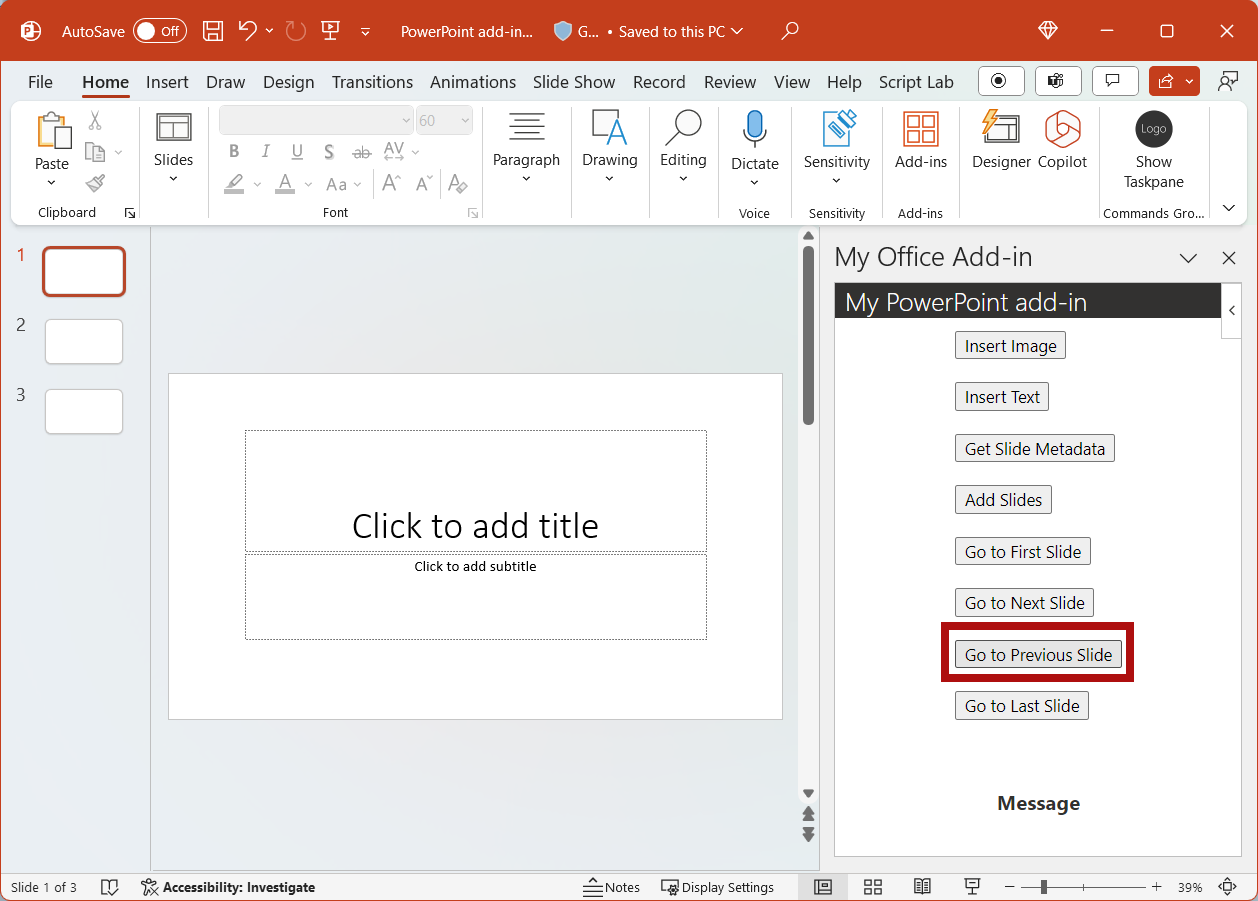 AutoSave Off PowerPoint add-in... G... • Saved to this PC
File Home Insert Draw Design Transitions Animations Slide Show Record Review View Help Script Lab
Paste
Clipboard
Slides
60
B I U S ab AV
A Aa A A A
Font
Paragraph
Drawing
Editing
Dictate
Voice
Sensitivity
Sensitivity
Add-ins
Add-ins
Designer
Copilot
Logo
Show
Taskpane
Commands Gro...
1
2
3
Click to add title
Click to add subtitle
My Office Add-in
My PowerPoint add-in
Insert Image
Insert Text
Get Slide Metadata
Add Slides
Go to First Slide
Go to Next Slide
Go to Previous Slide
Go to Last Slide
Message
Slide 1 of 3 Accessibility: Investigate Notes Display Settings 39%